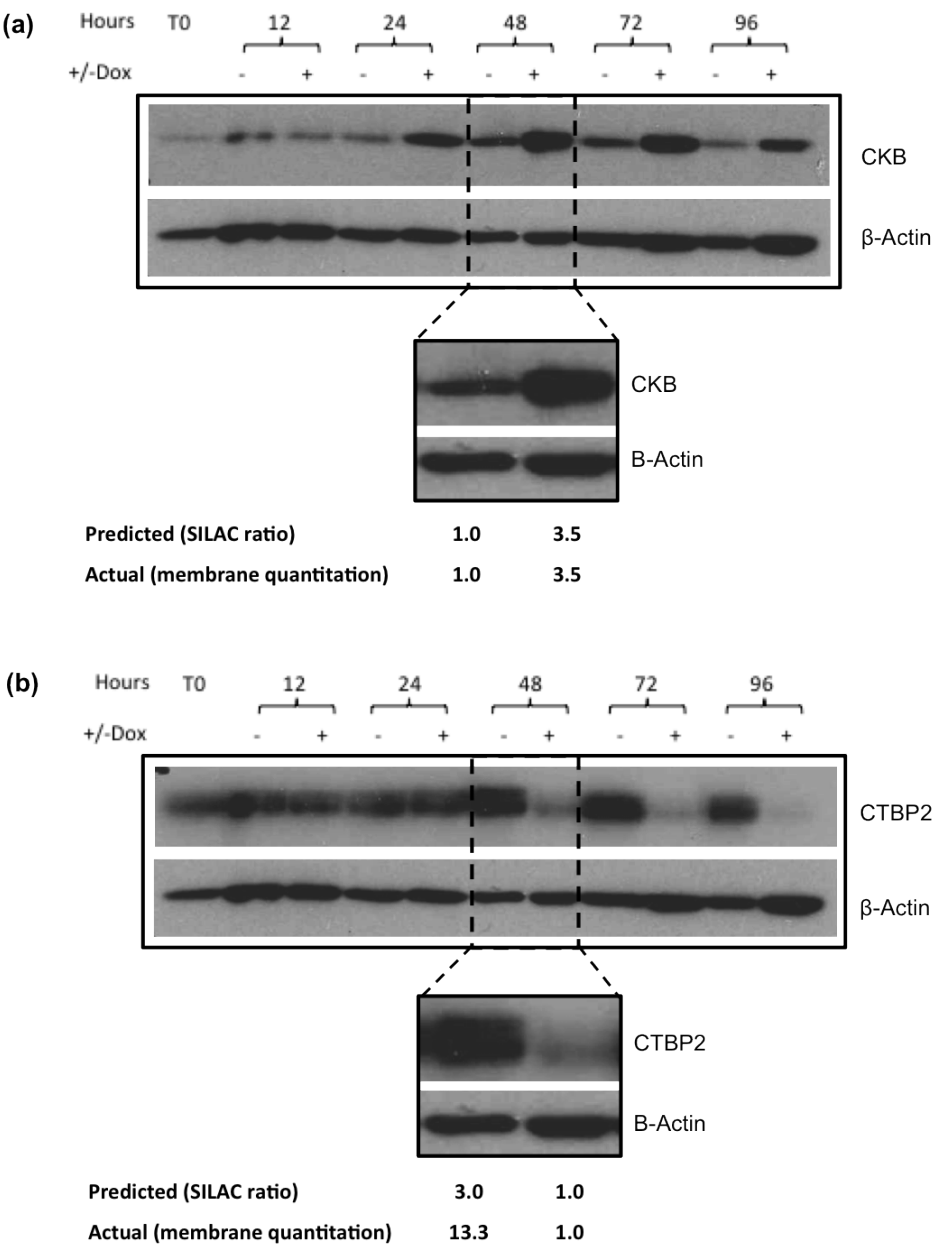 (a) Hours T0 12 24 48 72 96
+/-Dox - + - + - + - + - +
CKB
β-Actin
CKB
B-Actin
Predicted (SILAC ratio) 1.0 3.5
Actual (membrane quantitation) 1.0 3.5
(b) Hours T0 12 24 48 72 96
+/-Dox - + - + - + - + - +
CTBP2
β-Actin
CTBP2
B-Actin
Predicted (SILAC ratio) 3.0 1.0
Actual (membrane quantitation) 13.3 1.0